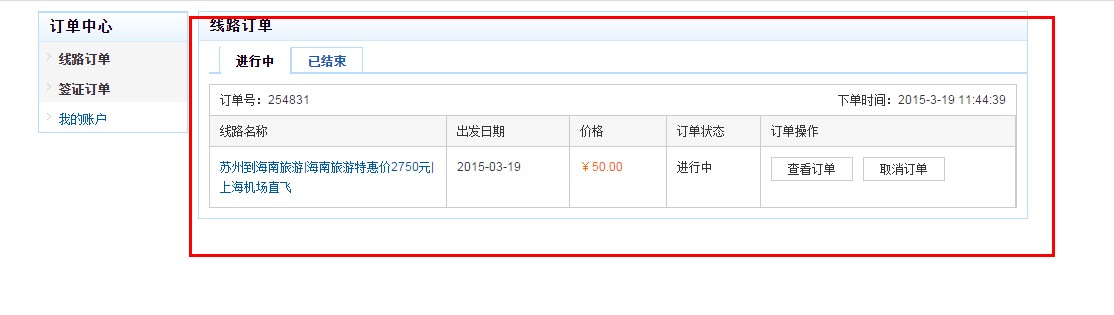 订单中心
线路订单
签证订单
我的账户
线路订单
进行中 已结束
订单号：254831 下单时间：2015-3-19 11:44:39
线路名称 出发日期 价格 订单状态 订单操作
苏州到海南旅游|海南旅游特惠价2750元| 2015-03-19 ￥50.00 进行中 查看订单 取消订单
上海机场直飞